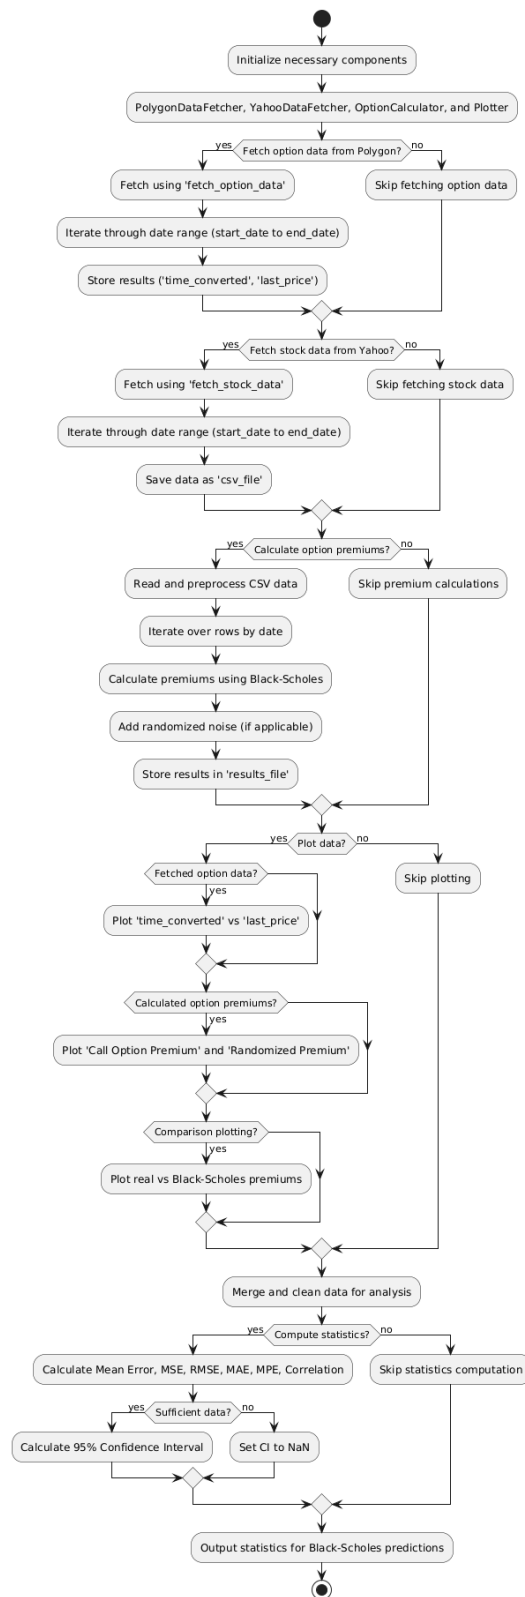 Initialize necessary components
PolygonDataFetcher, YahooDataFetcher, OptionCalculator, and Plotter
yes
Fetch option data from Polygon?
no
Fetch using 'fetch_option_data'
Skip fetching option data
Iterate through date range (start_date to end_date)
Store results ('time_converted', 'last_price')
yes
Fetch stock data from Yahoo?
no
Fetch using 'fetch_stock_data'
Skip fetching stock data
Iterate through date range (start_date to end_date)
Save data as 'csv_file'
yes
Calculate option premiums?
no
Read and preprocess CSV data
Skip premium calculations
Iterate over rows by date
Calculate premiums using Black-Scholes
Add randomized noise (if applicable)
Store results in 'results_file'
yes
Plot data?
no
Fetched option data?
Skip plotting
yes
Plot 'time_converted' vs 'last_price'
Calculated option premiums?
yes
Plot 'Call Option Premium' and 'Randomized Premium'
Comparison plotting?
yes
Plot real vs Black-Scholes premiums
Merge and clean data for analysis
yes
Compute statistics?
no
Calculate Mean Error, MSE, RMSE, MAE, MPE, Correlation
Skip statistics computation
yes
Sufficient data?
no
Calculate 95% Confidence Interval
Set CI to NaN
Output statistics for Black-Scholes predictions